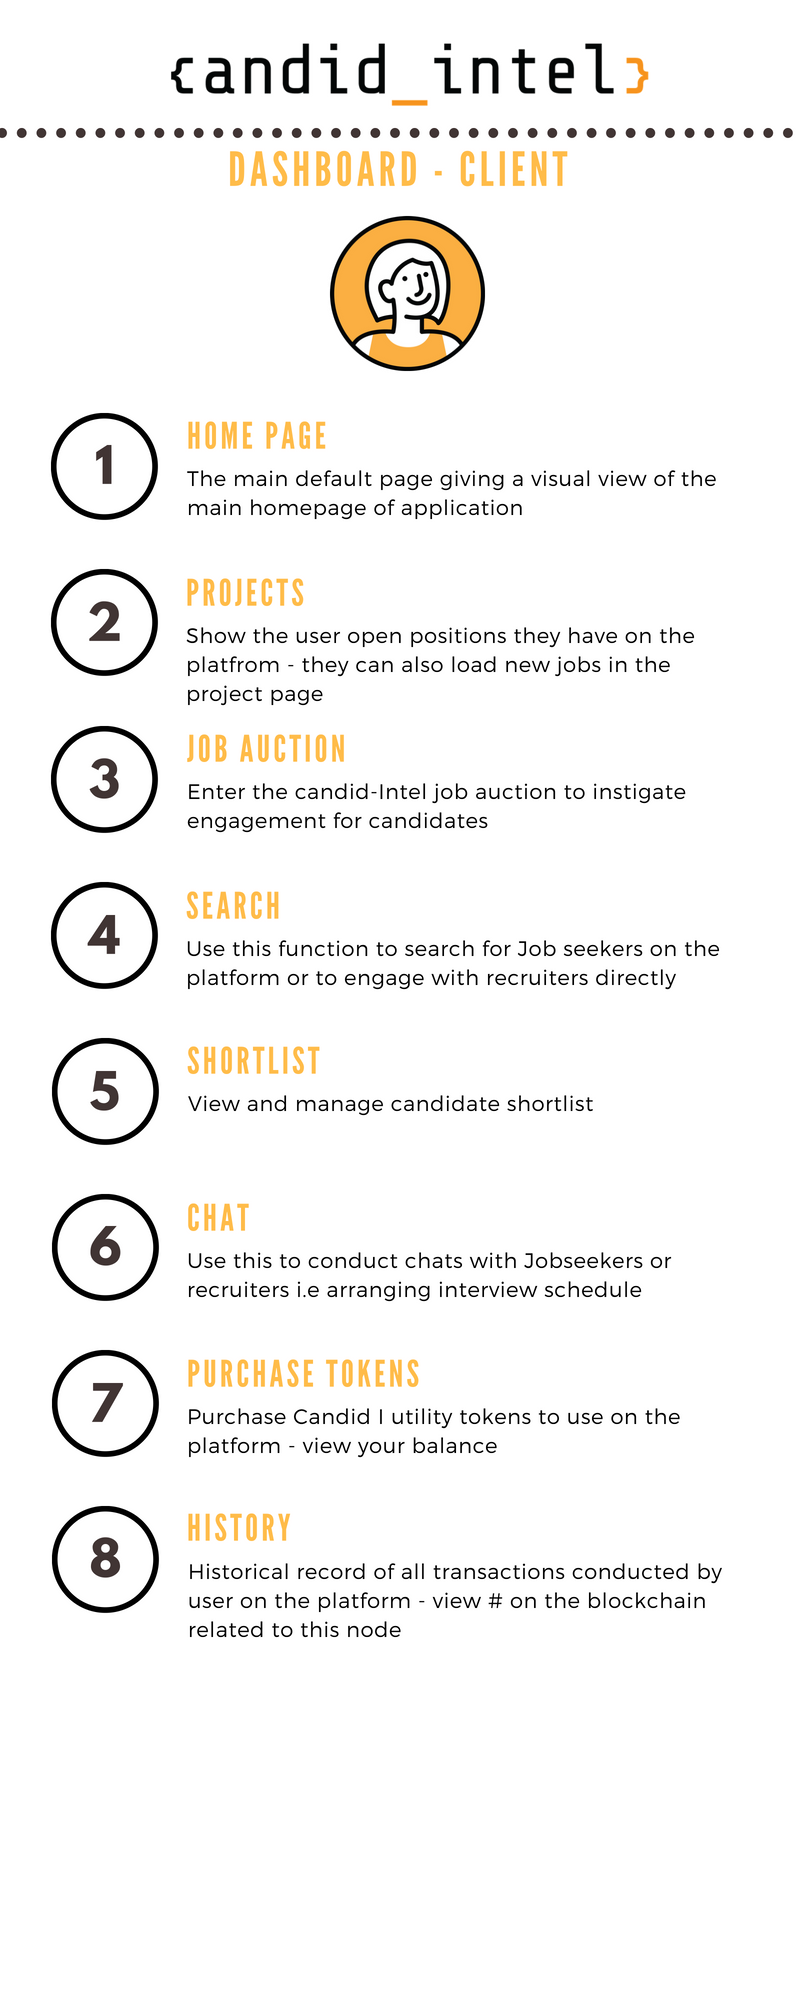 {candid_intel}
DASHBOARD - CLIENT
1
HOME PAGE
The main default page giving a visual view of the
main homepage of application
2
PROJECTS
Show the user open positions they have on the
platfrom - they can also load new jobs in the
project page
3
JOB AUCTION
Enter the candid-Intel job auction to instigate
engagement for candidates
4
SEARCH
Use this function to search for Job seekers on the
platform or to engage with recruiters directly
5
SHORTLIST
View and manage candidate shortlist
6
CHAT
Use this to conduct chats with Jobseekers or
recruiters i.e arranging interview schedule
7
PURCHASE TOKENS
Purchase Candid I utility tokens to use on the
platform - view your balance
8
HISTORY
Historical record of all transactions conducted by
user on the platform - view # on the blockchain
related to this node